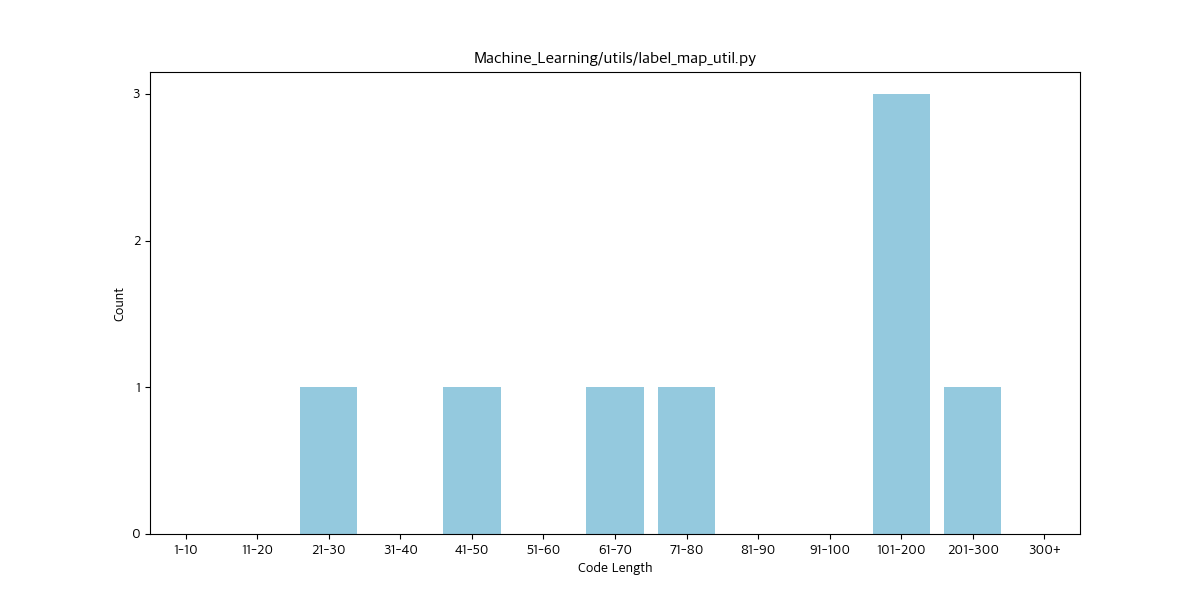 Machine_Learning/utils/label_map_util.py
3
2
1
0
Count
1-10 11-20 21-30 31-40 41-50 51-60 61-70 71-80 81-90 91-100 101-200 201-300 300+
Code Length